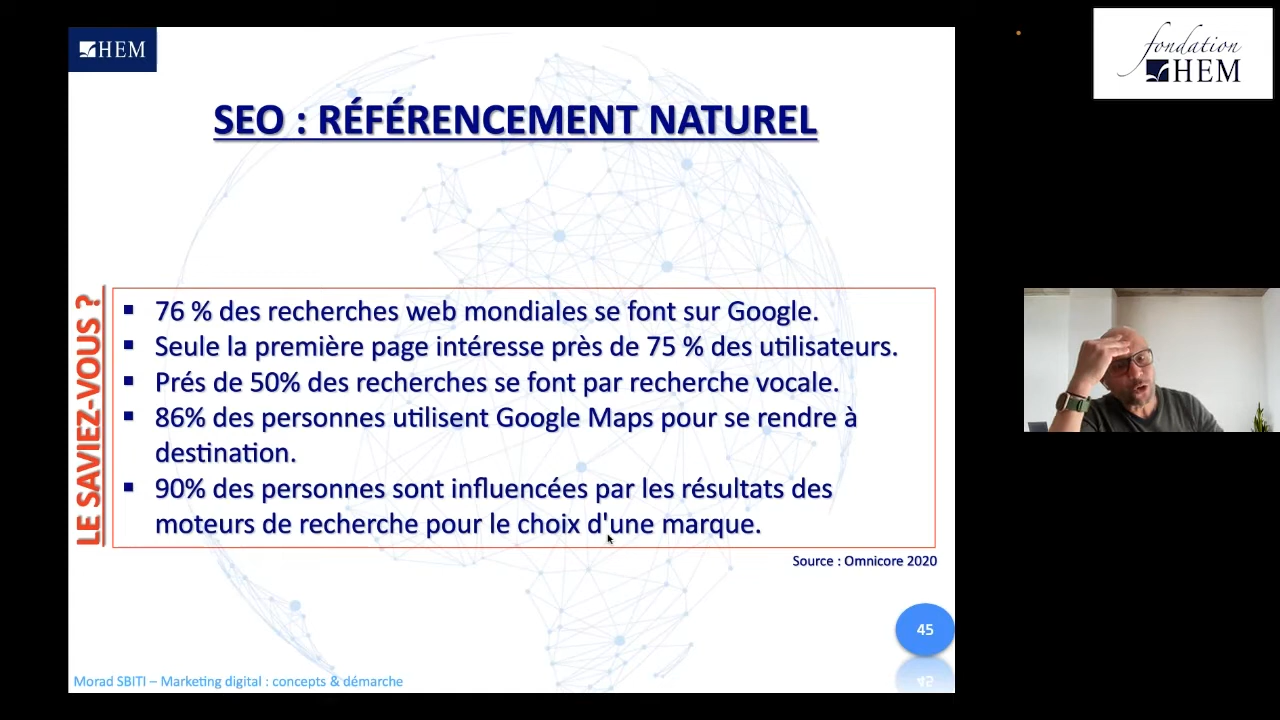 HEM
fondation
HEM
SEO : RÉFÉRENCEMENT NATUREL
LE SAVIEZ-VOUS ?
76 % des recherches web mondiales se font sur Google.
Seule la première page intéresse près de 75 % des utilisateurs.
Prés de 50% des recherches se font par recherche vocale.
86% des personnes utilisent Google Maps pour se rendre à
destination.
90% des personnes sont influencées par les résultats des
moteurs de recherche pour le choix d'une marque.
Source : Omnicore 2020
45
Morad SBITI – Marketing digital : concepts & démarche